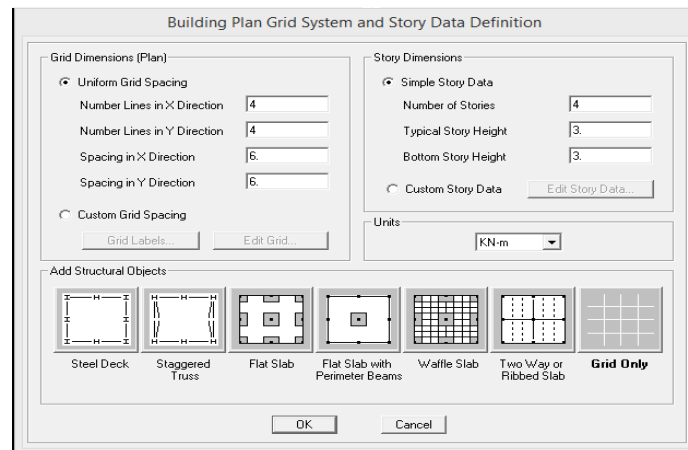 Building Plan Grid System and Story Data Definition
Grid Dimensions (Plan)
Uniform Grid Spacing
Number Lines in X Direction 4
Number Lines in Y Direction 4
Spacing in X Direction 6.
Spacing in Y Direction 6.
Custom Grid Spacing
Grid Labels... Edit Grid...
Story Dimensions
Simple Story Data
Number of Stories 4
Typical Story Height 3.
Bottom Story Height 3.
Custom Story Data Edit Story Data...
Units
KN-m
Add Structural Objects
Steel Deck
Staggered
Truss
Flat Slab
Flat Slab with
Perimeter Beams
Waffle Slab
Two Way or
Ribbed Slab
Grid Only
OK Cancel